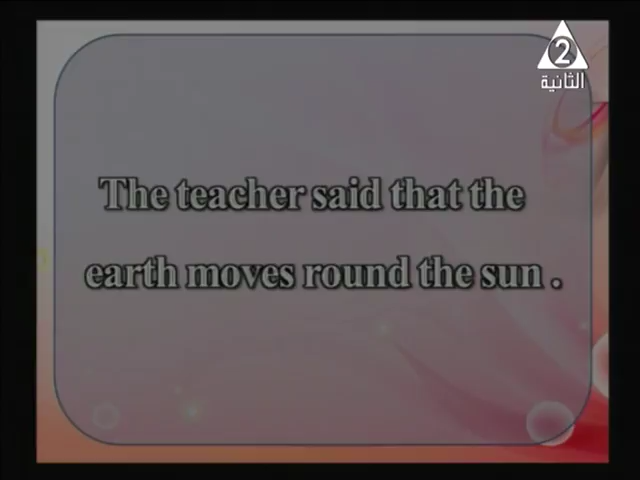 2
الثانية
The teacher said that the
earth moves round the sun .